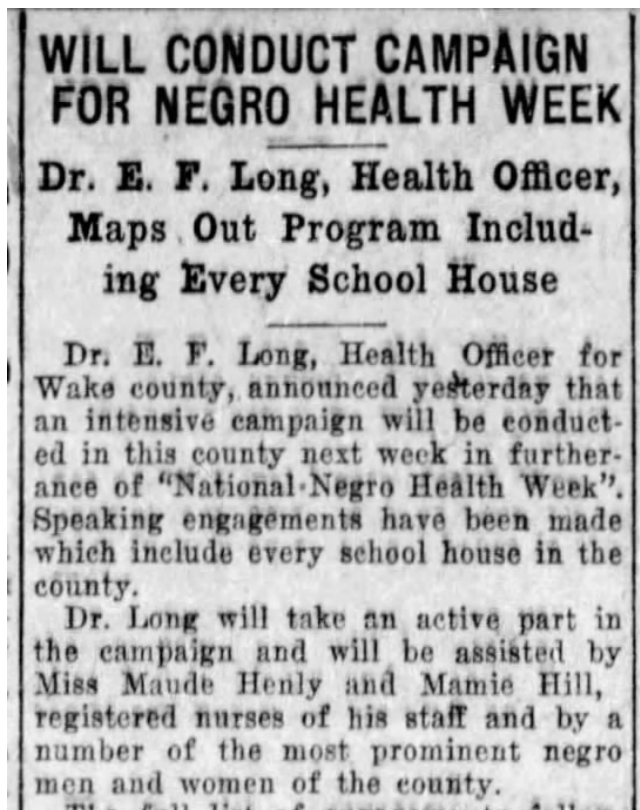 WILL CONDUCT CAMPAIGN
FOR NEGRO HEALTH WEEK
Dr. E. F. Long, Health Officer,
Maps Out Program Includ-
ing Every School House
Dr. E. F. Long, Health Officer for
Wake county, announced yesterday that
an intensive campaign will be conduct-
ed in this county next week in further-
ance of "National Negro Health Week".
Speaking engagements have been made
which include every school house in the
county.
Dr. Long will take an active part in
the campaign and will be assisted by
Miss Maude Henly and Mamie Hill,
registered nurses of his staff and by a
number of the most prominent negro
men and women of the county.